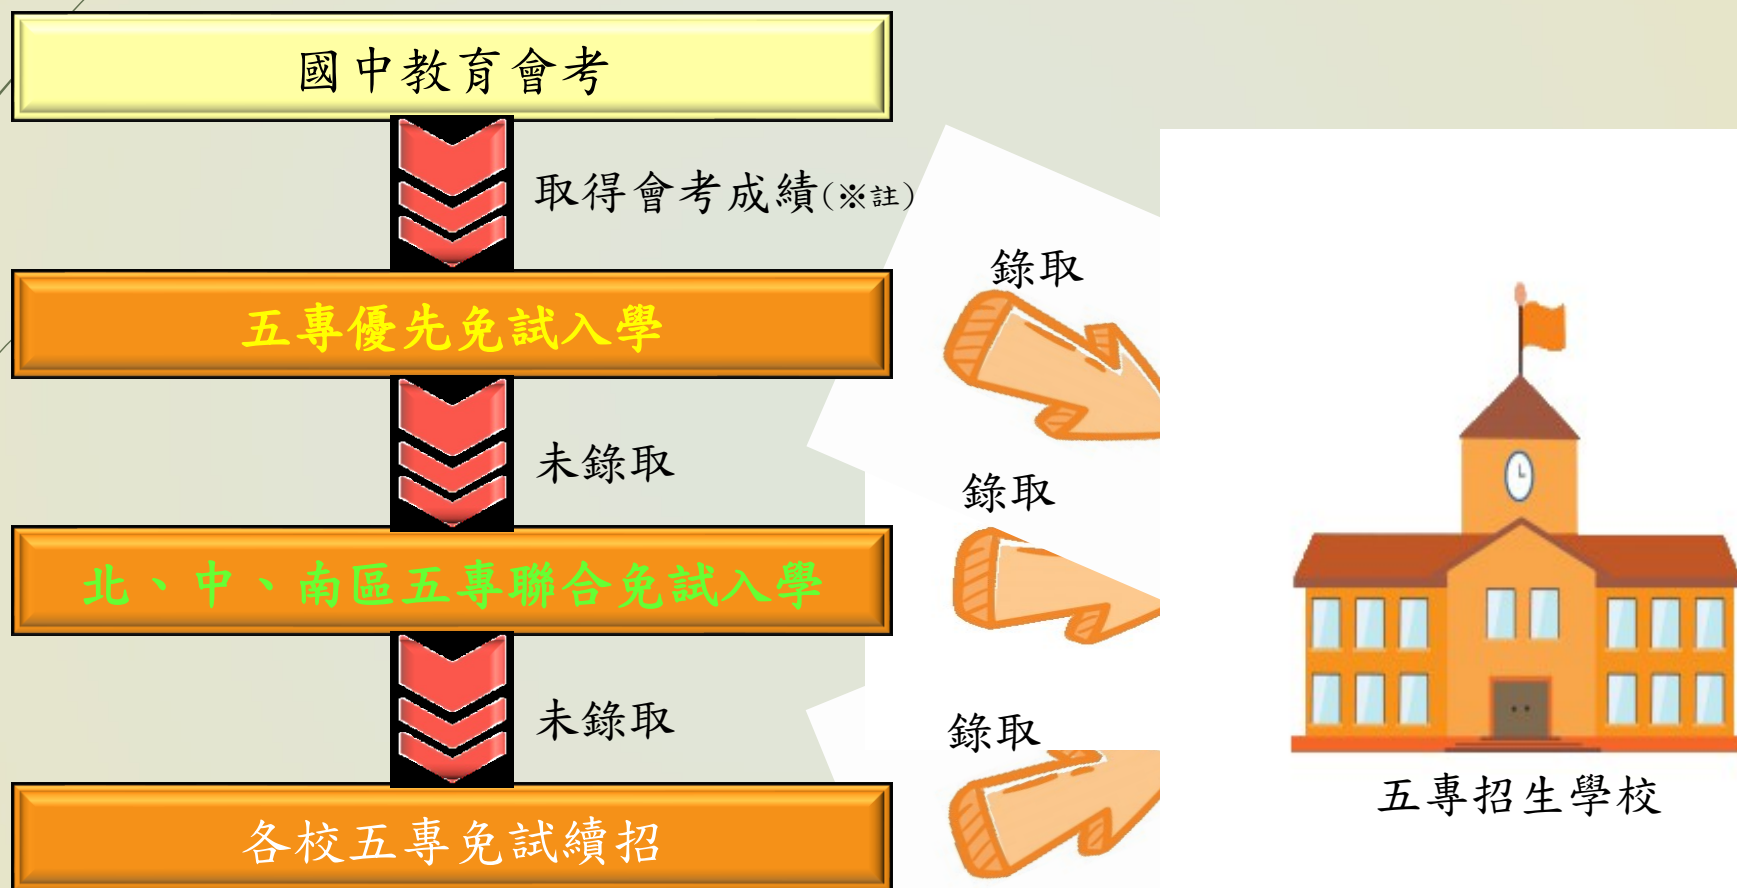 國中教育會考
取得會考成績(※註)
錄取
五專優先免試入學
未錄取
錄取
北、中、南區五專聯合免試入學
未錄取
錄取
五專招生學校
各校五專免試續招